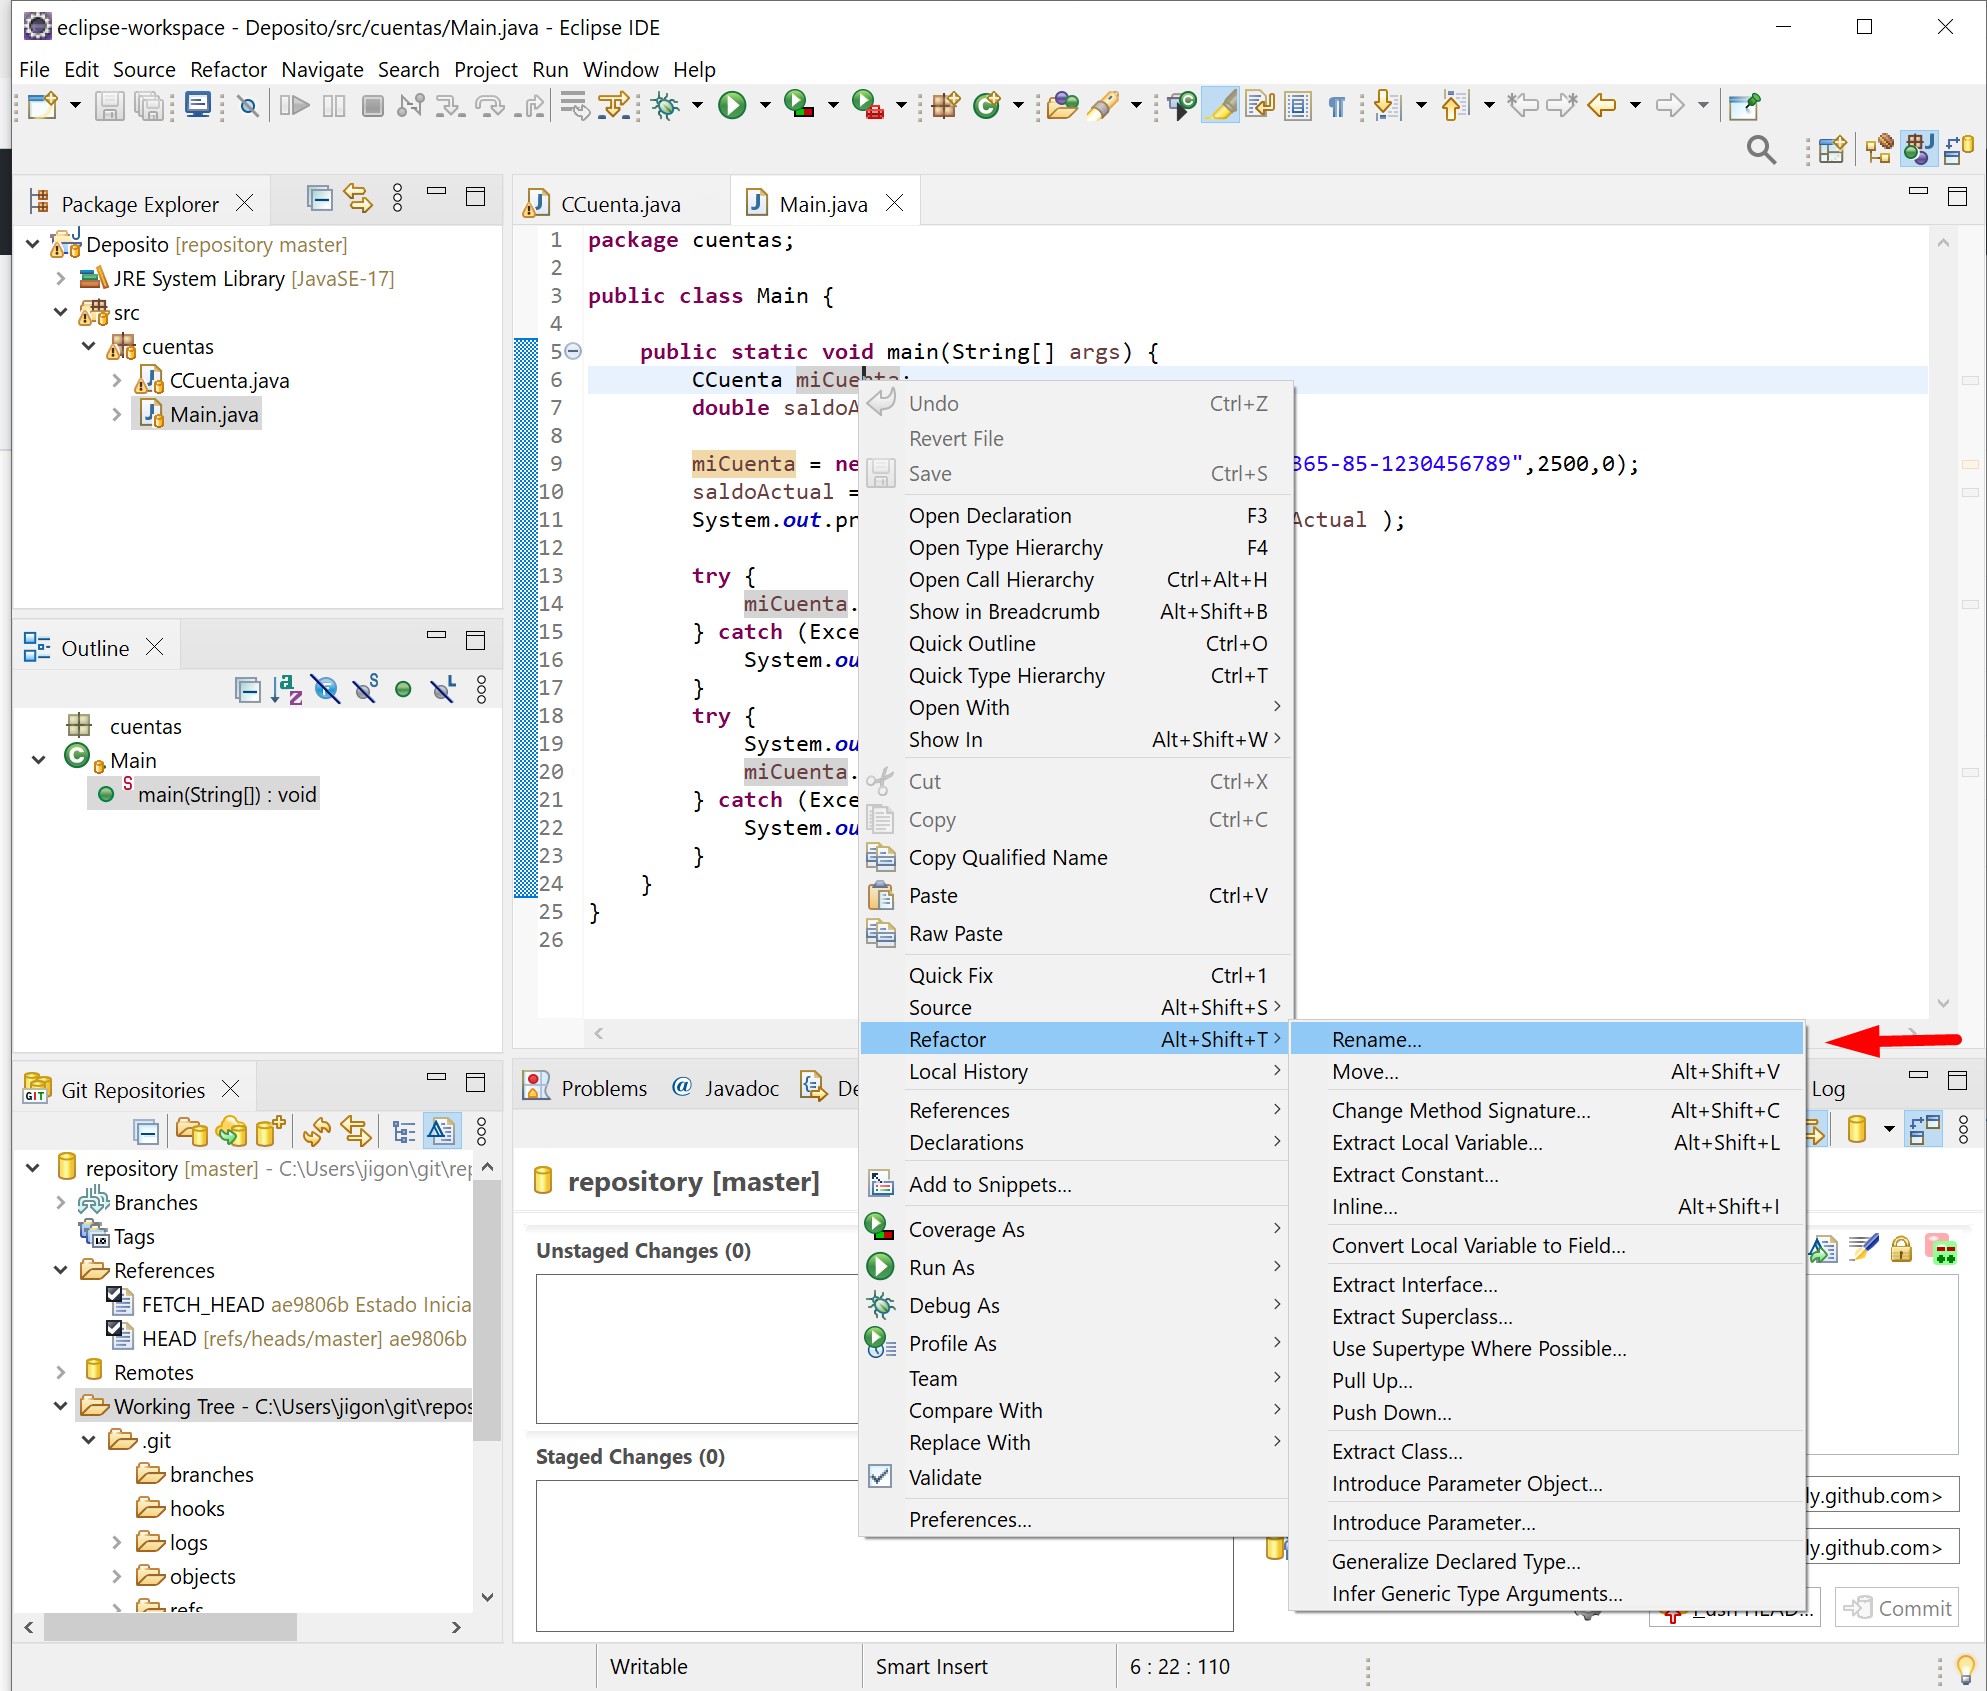 eclipse-workspace - Deposito/src/cuentas/Main.java - Eclipse IDE
File Edit Source Refactor Navigate Search Project Run Window Help
Package Explorer
Deposito [repository master]
JRE System Library [JavaSE-17]
src
cuentas
CCuenta.java
Main.java
Outline
cuentas
Main
main(String[]) : void
Git Repositories
repository [master] - C:\Users\jigon\git\rep
Branches
Tags
References
FETCH_HEAD ae9806b Estado Inicia
HEAD [refs/heads/master] ae9806b
Remotes
Working Tree - C:\Users\jigon\git\repos
.git
branches
hooks
logs
objects
refs
CCuenta.java
Main.java
1 package cuentas;
2
3 public class Main {
4
5 public static void main(String[] args) {
6 CCuenta miCuenta;
7 double saldoA
8
9 miCuenta = ne 365-85-1230456789",2500,0);
10 saldoActual =
11 System.out.pr Actual );
12
13 try {
14 miCuenta.
15 } catch (Exce
16 System.ou
17 }
18 try {
19 System.ou
20 miCuenta.
21 } catch (Exce
22 System.ou
23 }
24 }
25 }
26
Undo Ctrl+Z
Revert File
Save Ctrl+S
Open Declaration F3
Open Type Hierarchy F4
Open Call Hierarchy Ctrl+Alt+H
Show in Breadcrumb Alt+Shift+B
Quick Outline Ctrl+O
Quick Type Hierarchy Ctrl+T
Open With
Show In Alt+Shift+W
Cut Ctrl+X
Copy Ctrl+C
Copy Qualified Name
Paste Ctrl+V
Raw Paste
Quick Fix Ctrl+1
Source Alt+Shift+S
Refactor Alt+Shift+T
Local History
References
Declarations
Add to Snippets...
Coverage As
Run As
Debug As
Profile As
Team
Compare With
Replace With
Validate
Preferences...
Rename...
Move... Alt+Shift+V
Change Method Signature... Alt+Shift+C
Extract Local Variable... Alt+Shift+L
Extract Constant...
Inline... Alt+Shift+I
Convert Local Variable to Field...
Extract Interface...
Extract Superclass...
Use Supertype Where Possible...
Pull Up...
Push Down...
Extract Class...
Introduce Parameter Object...
Introduce Parameter...
Generalize Declared Type...
Infer Generic Type Arguments...
Problems Javadoc De Log
repository [master]
Unstaged Changes (0)
Staged Changes (0)
ly.github.com>
ly.github.com>
Push HEAD...
Commit
Writable Smart Insert 6 : 22 : 110